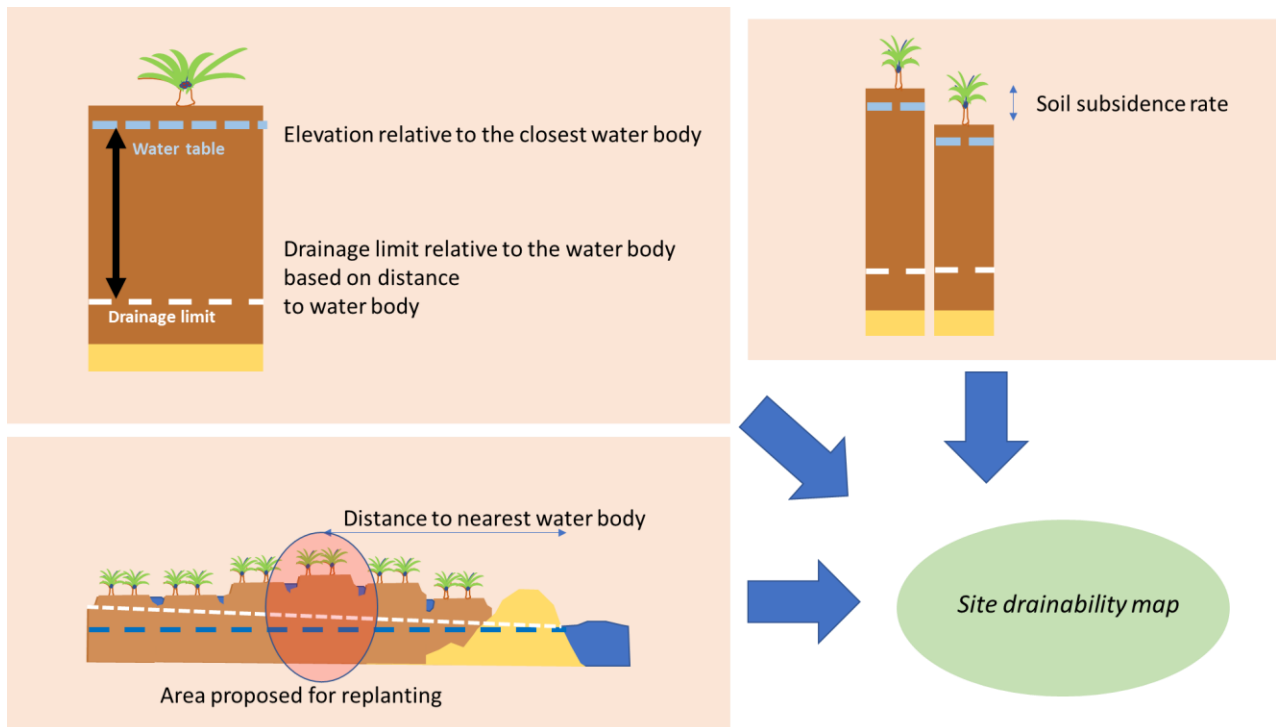 Elevation relative to the closest water body
Water table
Drainage limit relative to the water body
based on distance
to water body
Drainage limit
Soil subsidence rate
Distance to nearest water body
Area proposed for replanting
Site drainability map